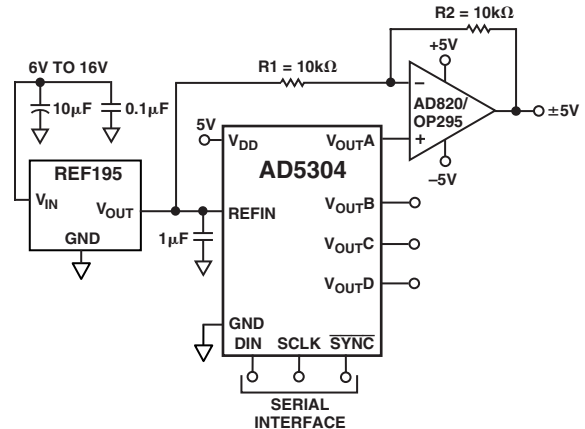 R2 = 10kΩ
6V TO 16V
R1 = 10kΩ
+5V
10μF
0.1μF
5V
VDD
VOUTA
–
AD820/
OP295
+
±5V
REF195
AD5304
–5V
VIN
VOUT
REFIN
VOUTB
GND
1μF
VOUTC
VOUTD
GND
DIN
SCLK
SYNC
SERIAL
INTERFACE